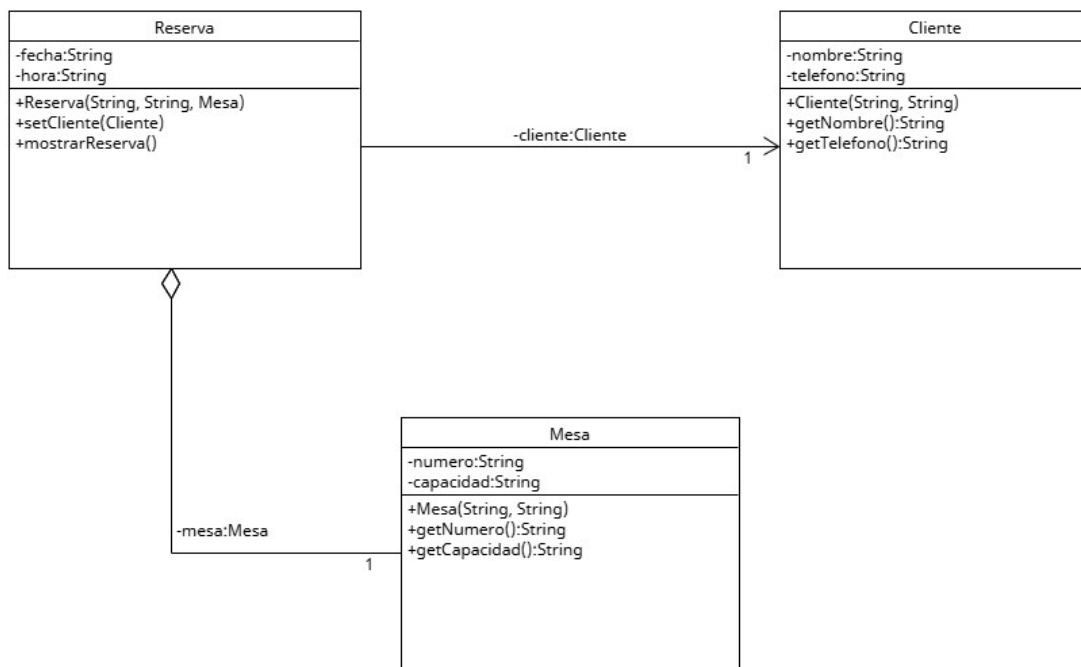 Reserva
-fecha:String
-hora:String
+Reserva(String, String, Mesa)
+setCliente(Cliente)
+mostrarReserva()
-cliente:Cliente
1
Cliente
-nombre:String
-telefono:String
+Cliente(String, String)
+getNombre():String
+getTelefono():String
-mesa:Mesa
1
Mesa
-numero:String
-capacidad:String
+Mesa(String, String)
+getNumero():String
+getCapacidad():String